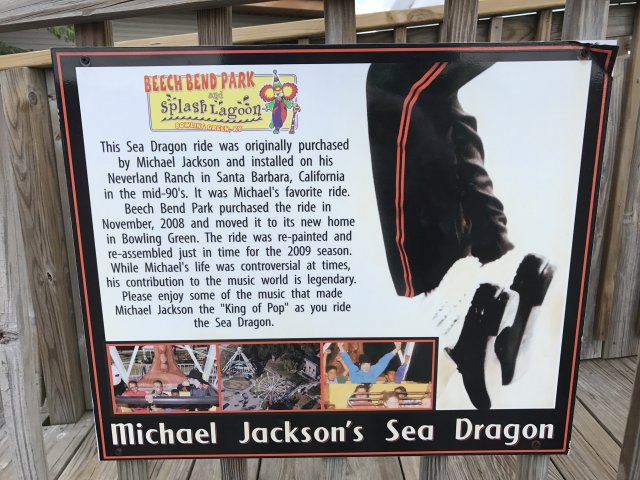 BEECH BEND PARK
and
Splash Lagoon
BOWLING GREEN, KY
This Sea Dragon ride was originally purchased
by Michael Jackson and installed on his
Neverland Ranch in Santa Barbara, California
in the mid-90's. It was Michael's favorite ride.
Beech Bend Park purchased the ride in
November, 2008 and moved it to its new home
in Bowling Green. The ride was re-painted and
re-assembled just in time for the 2009 season.
While Michael's life was controversial at times,
his contribution to the music world is legendary.
Please enjoy some of the music that made
Michael Jackson the "King of Pop" as you ride
the Sea Dragon.
Michael Jackson's Sea Dragon